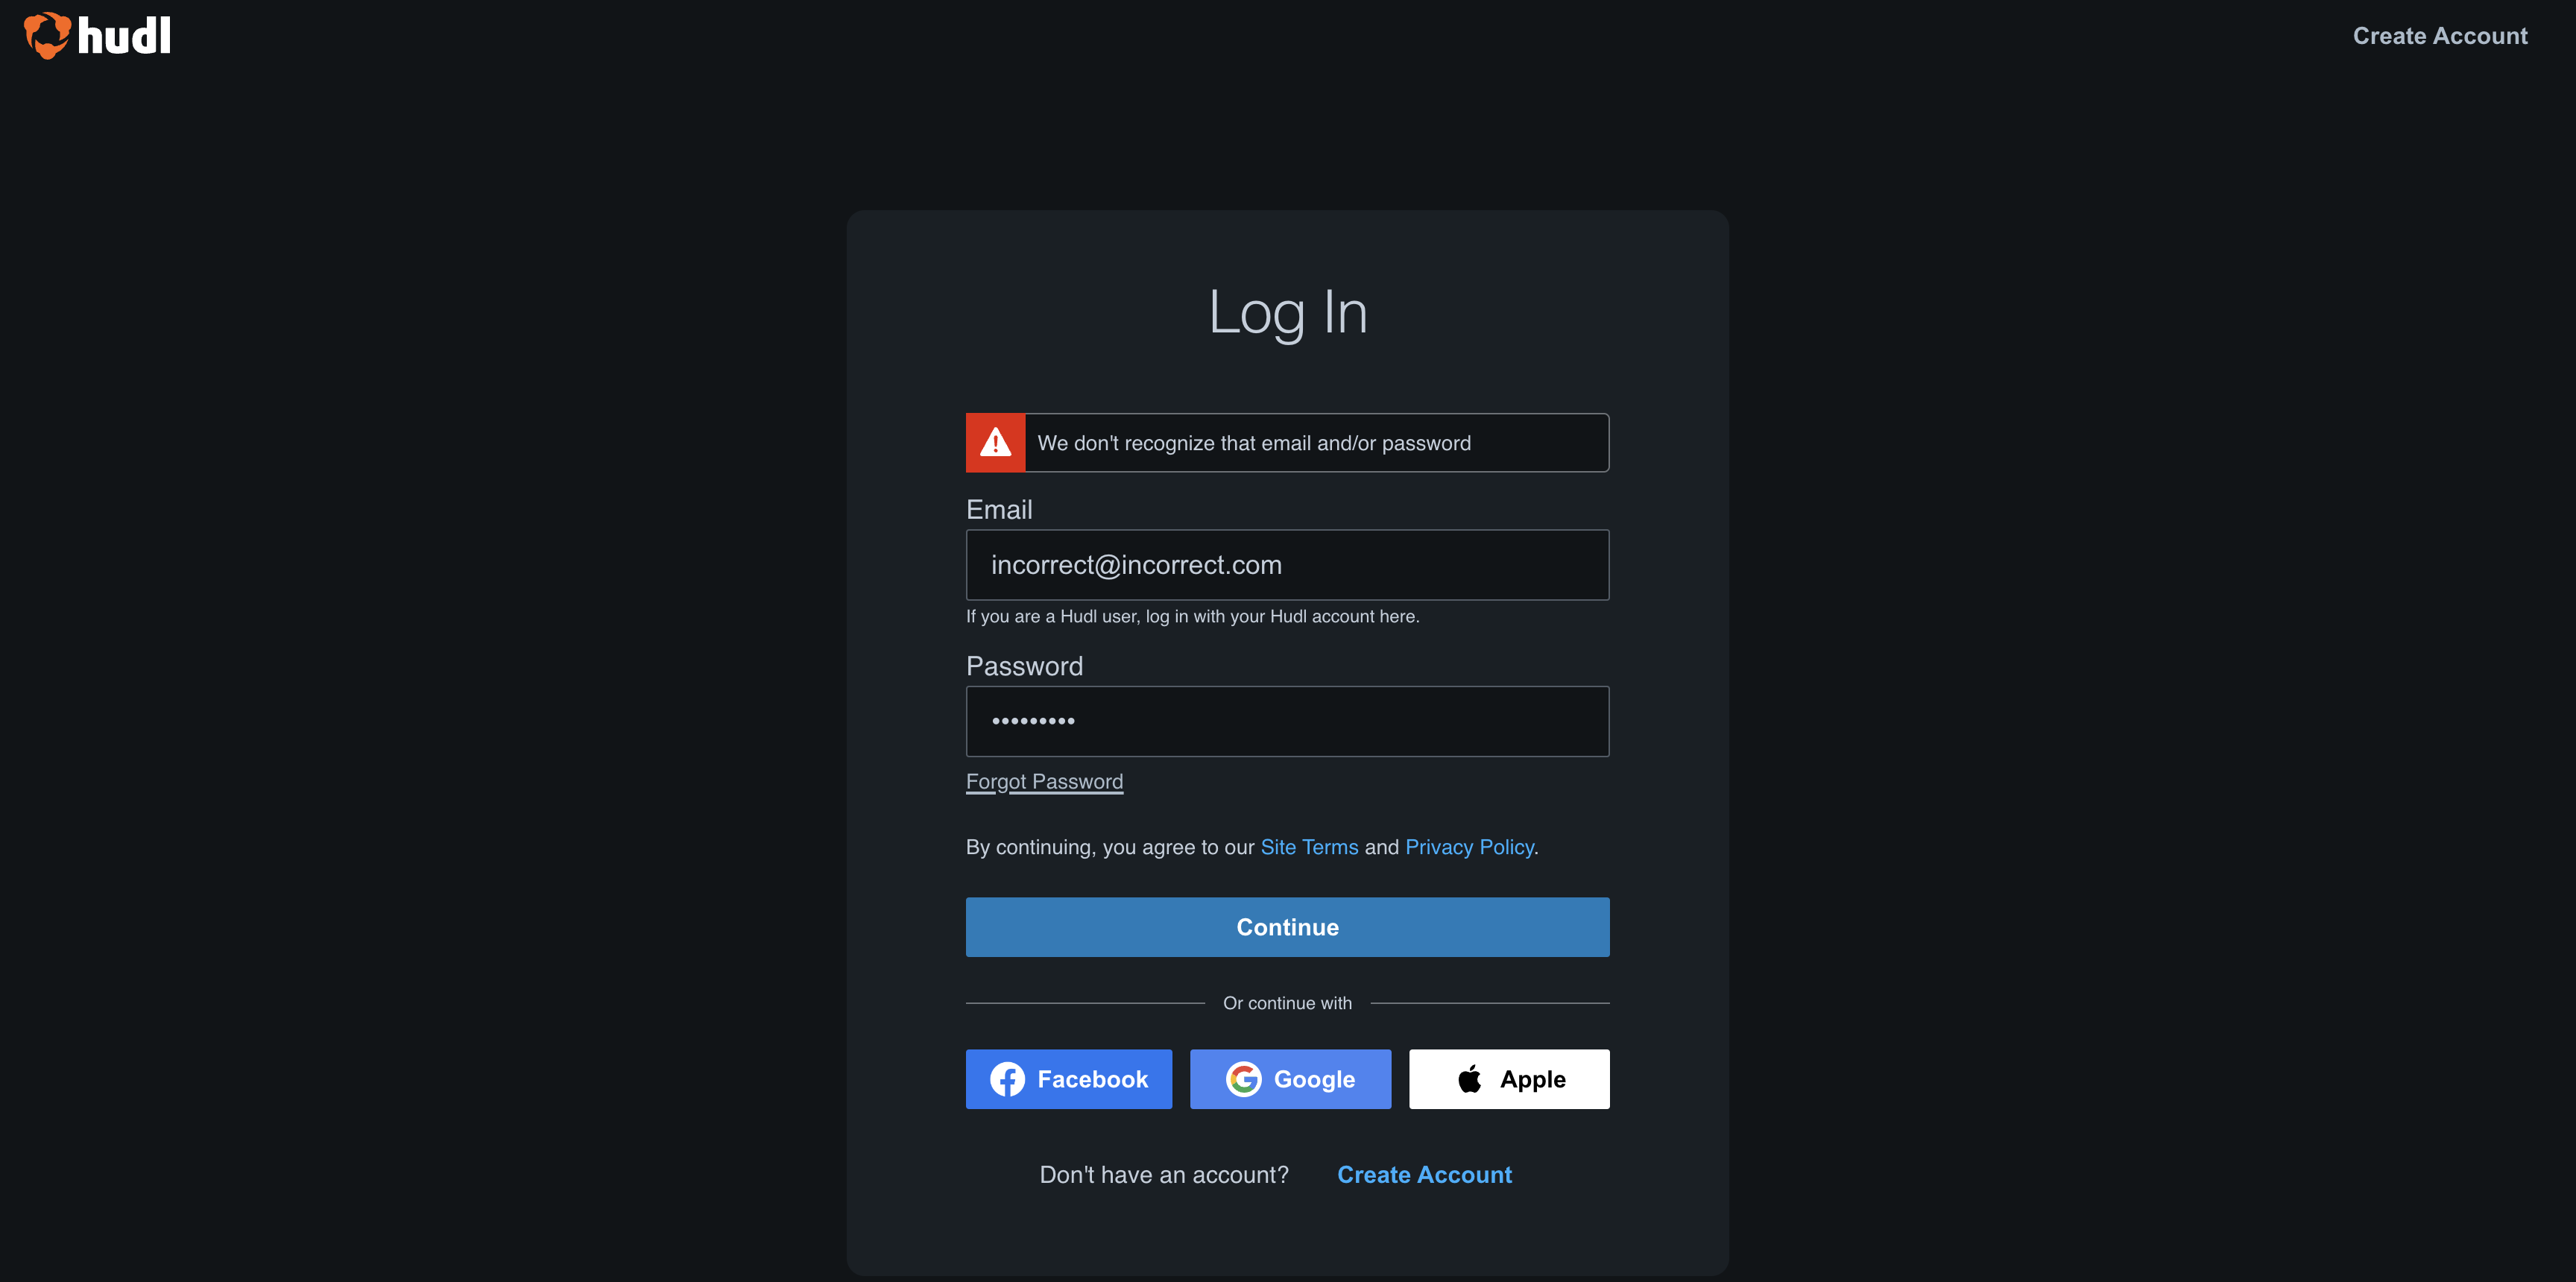 hudl
Create Account
Log In
We don't recognize that email and/or password
Email
incorrect@incorrect.com
If you are a Hudl user, log in with your Hudl account here.
Password
•••••••••
Forgot Password
By continuing, you agree to our Site Terms and Privacy Policy.
Continue
Or continue with
Facebook
Google
Apple
Don't have an account? Create Account